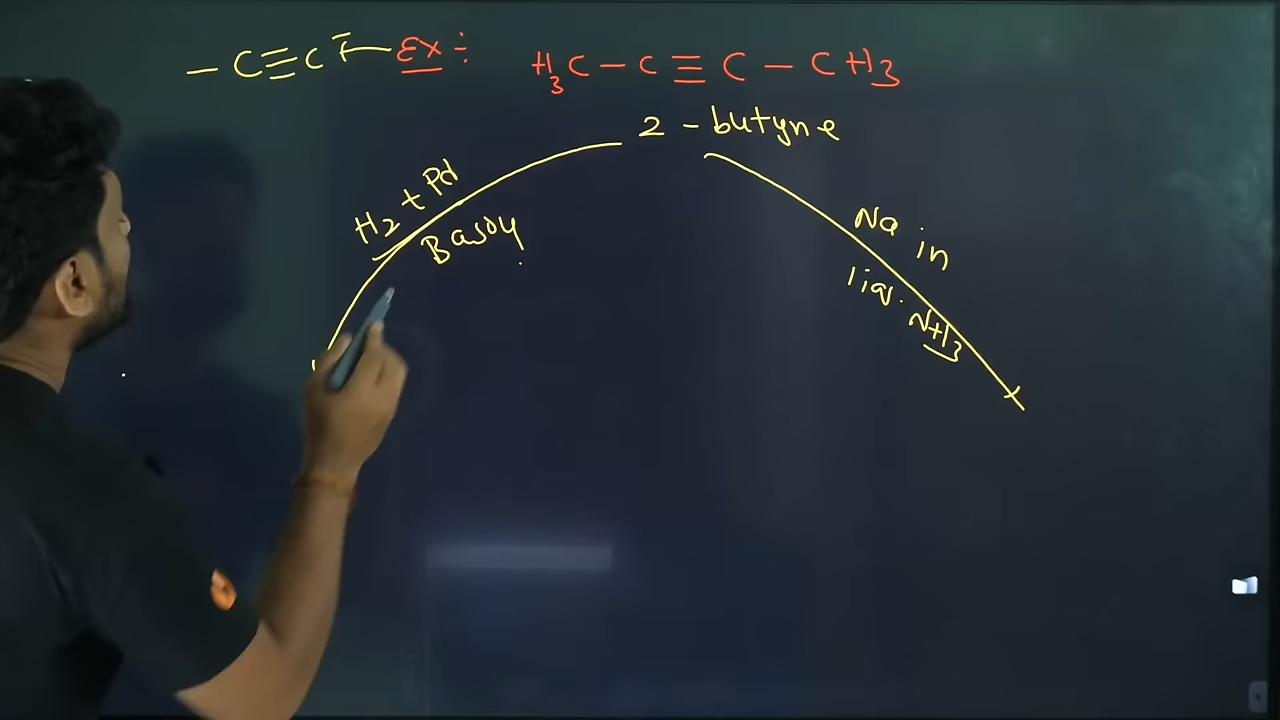 — C≡C — Ex :
H₃C — C ≡ C — CH₃
2 - butyne
H₂ + Pd
BaSO₄
Na in
liq. NH₃